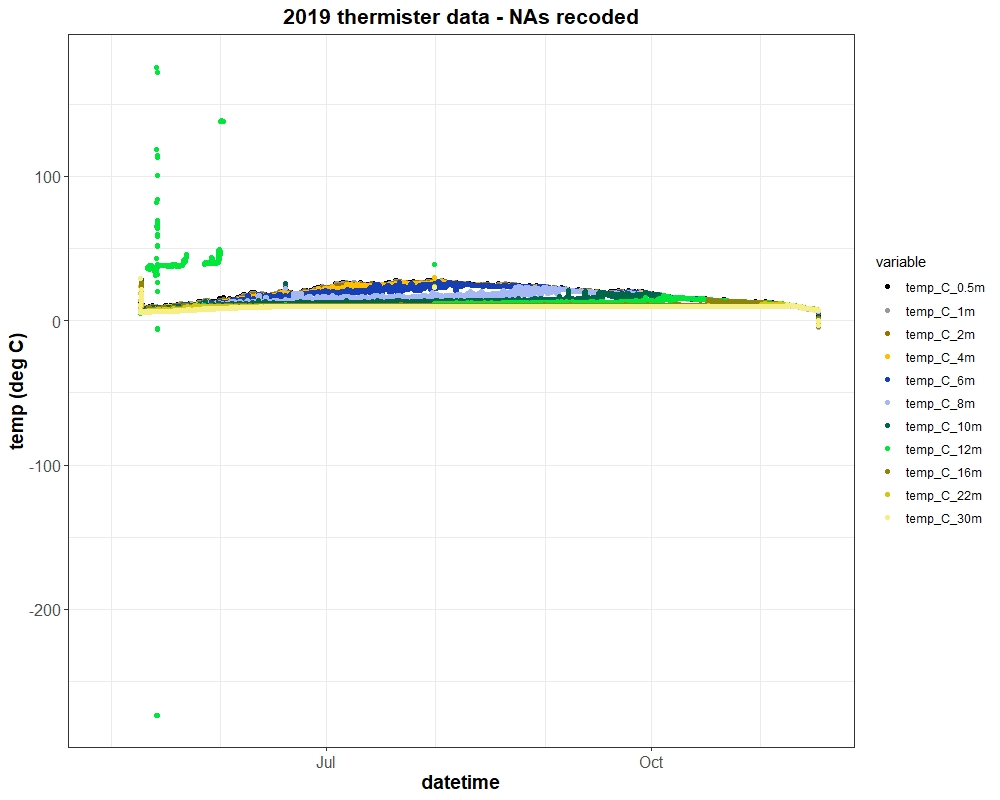 2019 thermister data - NAs recoded
100
0
-100
-200
temp (deg C)
Jul
Oct
datetime
variable
temp_C_0.5m
temp_C_1m
temp_C_2m
temp_C_4m
temp_C_6m
temp_C_8m
temp_C_10m
temp_C_12m
temp_C_16m
temp_C_22m
temp_C_30m